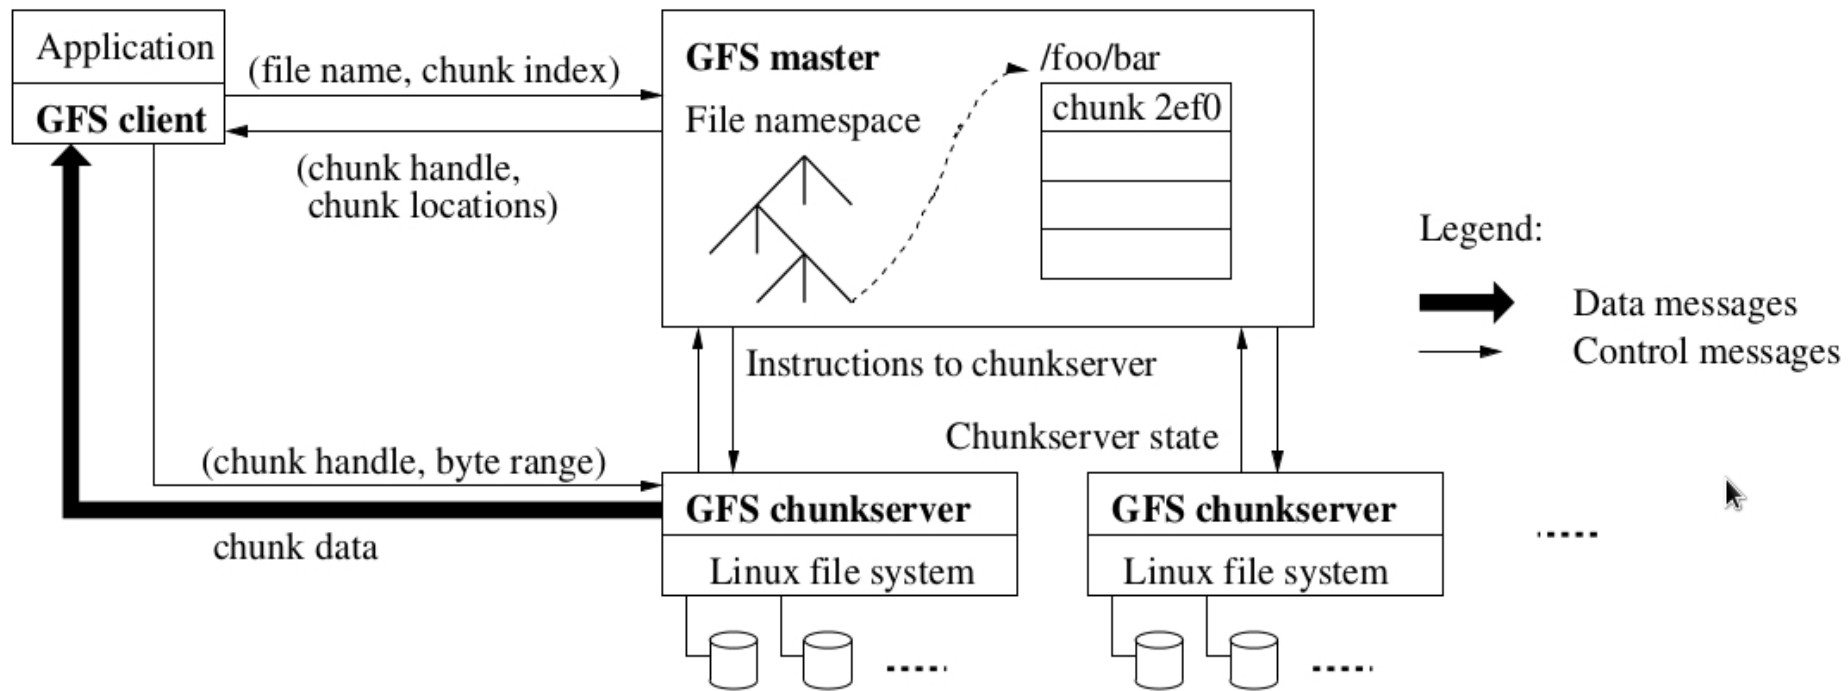 Application
GFS client
(file name, chunk index)
(chunk handle,
chunk locations)
GFS master
File namespace
/foo/bar
chunk 2ef0
Legend:
Data messages
Control messages
Instructions to chunkserver
Chunkserver state
(chunk handle, byte range)
chunk data
GFS chunkserver
Linux file system
GFS chunkserver
Linux file system